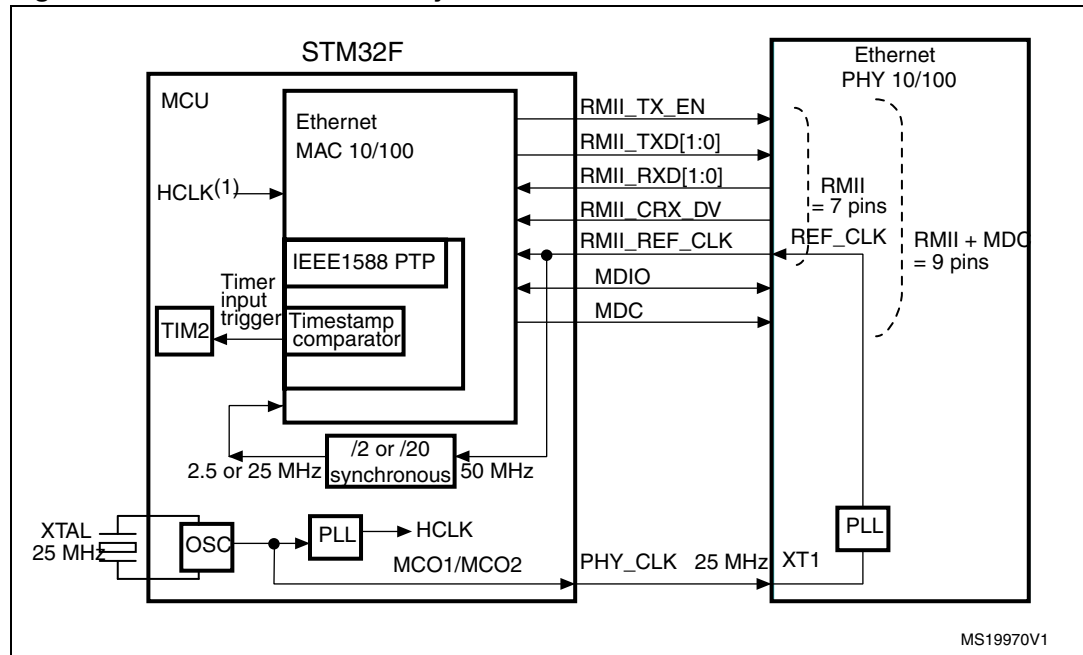 STM32F
MCU
Ethernet
MAC 10/100
HCLK(1)
IEEE1588 PTP
Timer
input
trigger
TIM2
Timestamp
comparator
/2 or /20
synchronous
2.5 or 25 MHz
50 MHz
XTAL
25 MHz
OSC
PLL
HCLK
MCO1/MCO2
RMII_TX_EN
RMII_TXD[1:0]
RMII_RXD[1:0]
RMII_CRX_DV
RMII_REF_CLK
MDIO
MDC
PHY_CLK 25 MHz
Ethernet
PHY 10/100
RMII
= 7 pins
REF_CLK
RMII + MDC
= 9 pins
PLL
XT1
MS19970V1